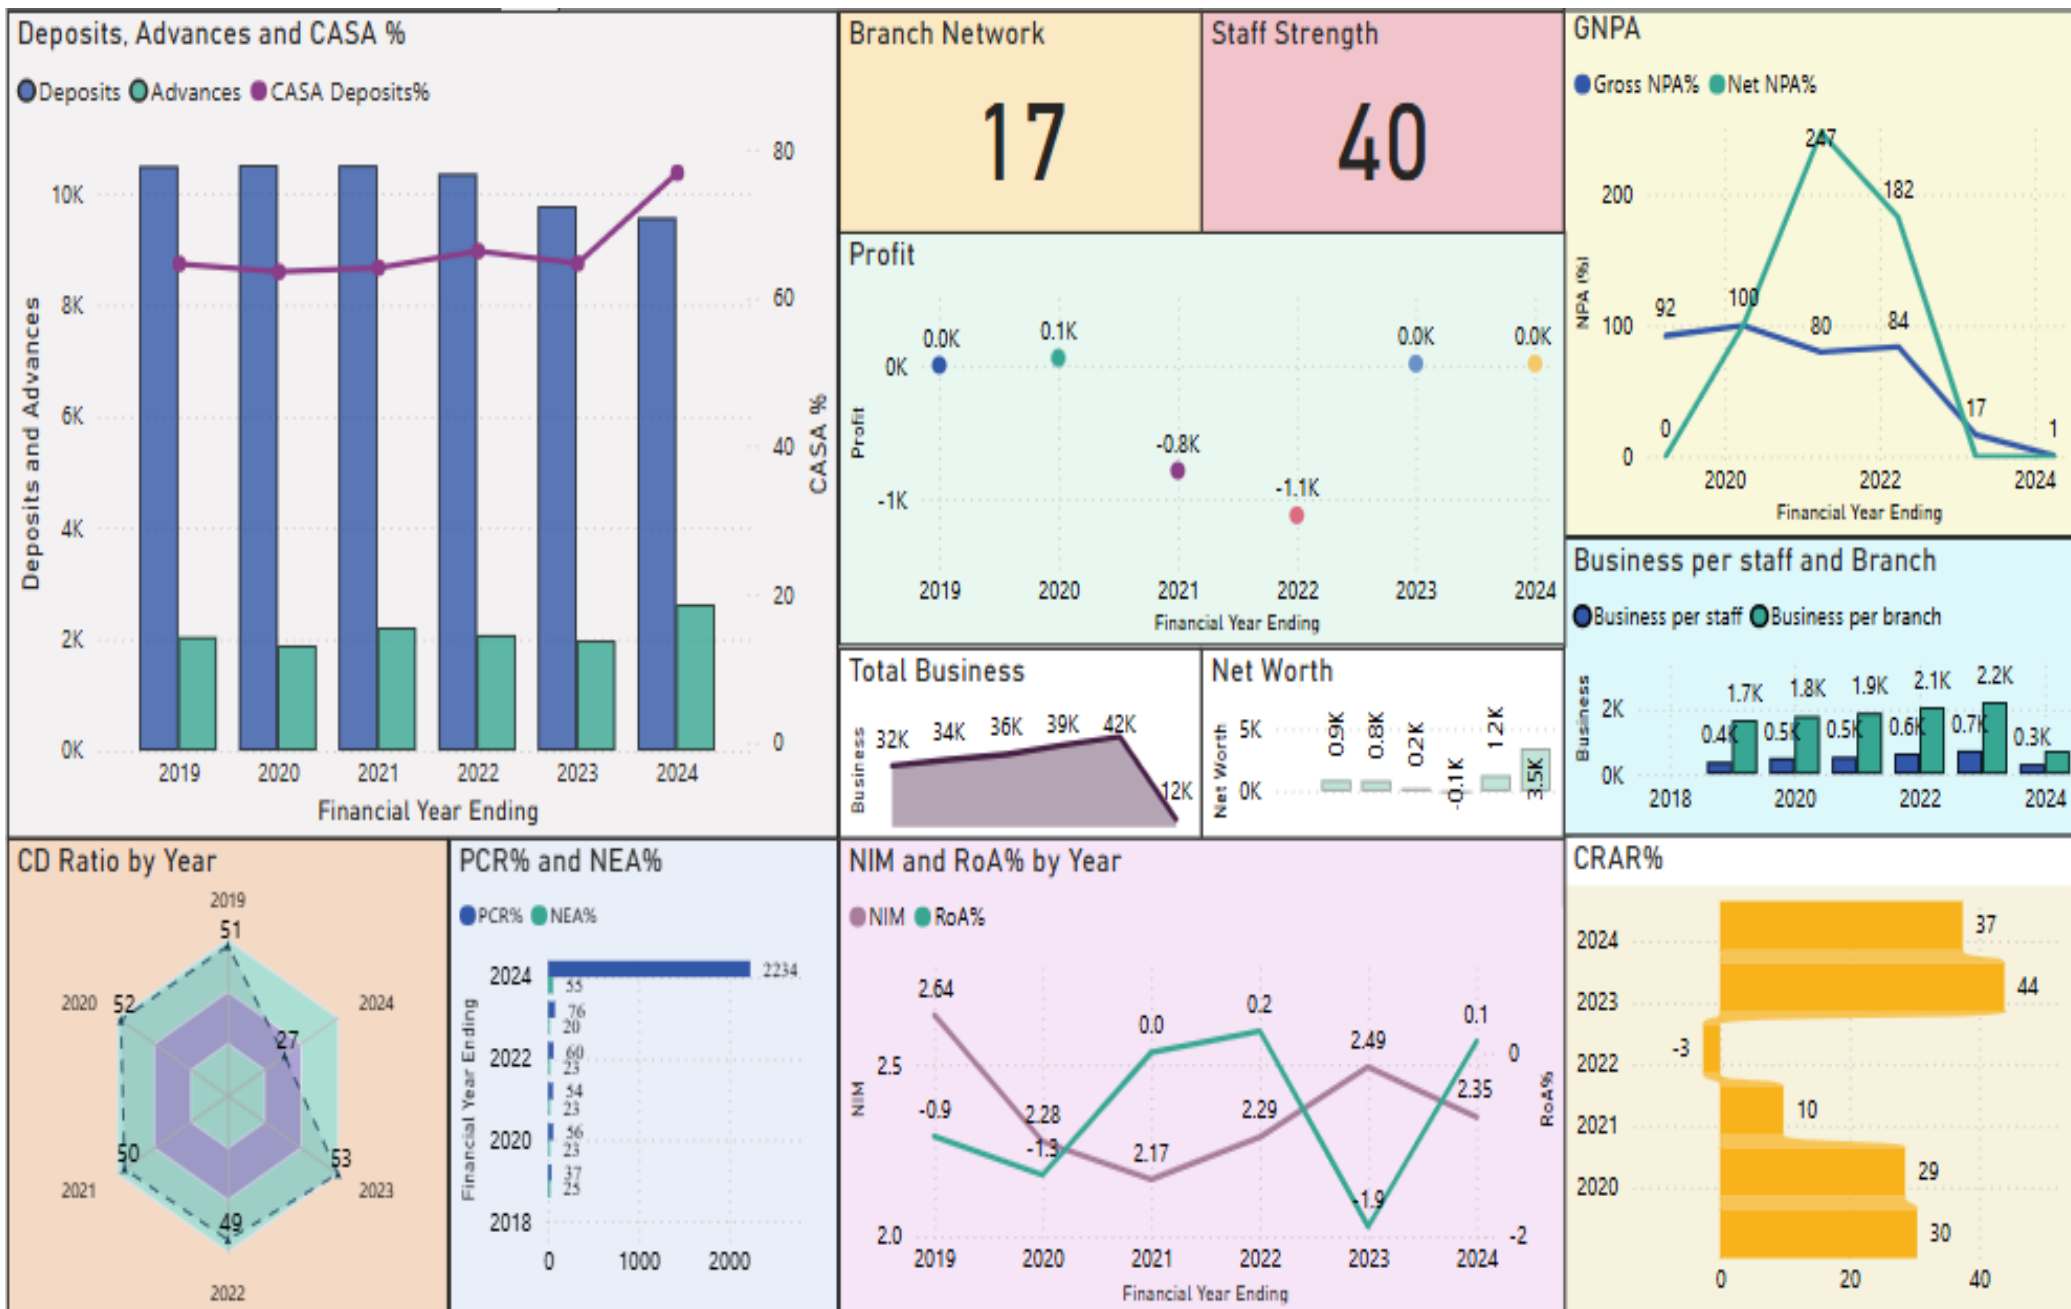 Deposits, Advances and CASA %
Deposits Advances CASA Deposits%
Deposits and Advances
10K
8K
6K
4K
2K
0K
80
60
40
20
0
CASA %
2019 2020 2021 2022 2023 2024
Financial Year Ending
Branch Network
17
Staff Strength
40
Profit
0.0K 0.1K -0.8K -1.1K 0.0K 0.0K
0K
-1K
Profit
2019 2020 2021 2022 2023 2024
Financial Year Ending
GNPA
Gross NPA% Net NPA%
247
182
92 100 80 84 17 1
0
200
100
0
NPA (%)
2020 2022 2024
Financial Year Ending
Total Business
Business
32K 34K 36K 39K 42K 12K
Net Worth
Net Worth
5K
0K
0.9K 0.8K 0.2K -0.1K 1.2K 3.5K
Business per staff and Branch
Business per staff Business per branch
Business
2K
0K
1.7K 1.8K 1.9K 2.1K 2.2K
0.4K 0.5K 0.5K 0.6K 0.7K 0.3K
2018 2020 2022 2024
CD Ratio by Year
2019
51
2020 52
2024
27
50
2021
53
2023
49
2022
PCR% and NEA%
PCR% NEA%
Financial Year Ending
2024
2022
2020
2018
2234
55
76
20
60
23
54
23
56
23
37
25
0 1000 2000
NIM and RoA% by Year
NIM RoA%
NIM
2.5
2.0
2.64 2.28 2.17 2.29 2.49 2.35
-0.9 -1.3 0.0 0.2 -1.9 0.1
0
-2
RoA%
2019 2020 2021 2022 2023 2024
Financial Year Ending
CRAR%
2024 37
2023 44
2022 -3
2021 10
2020 29
30
0 20 40